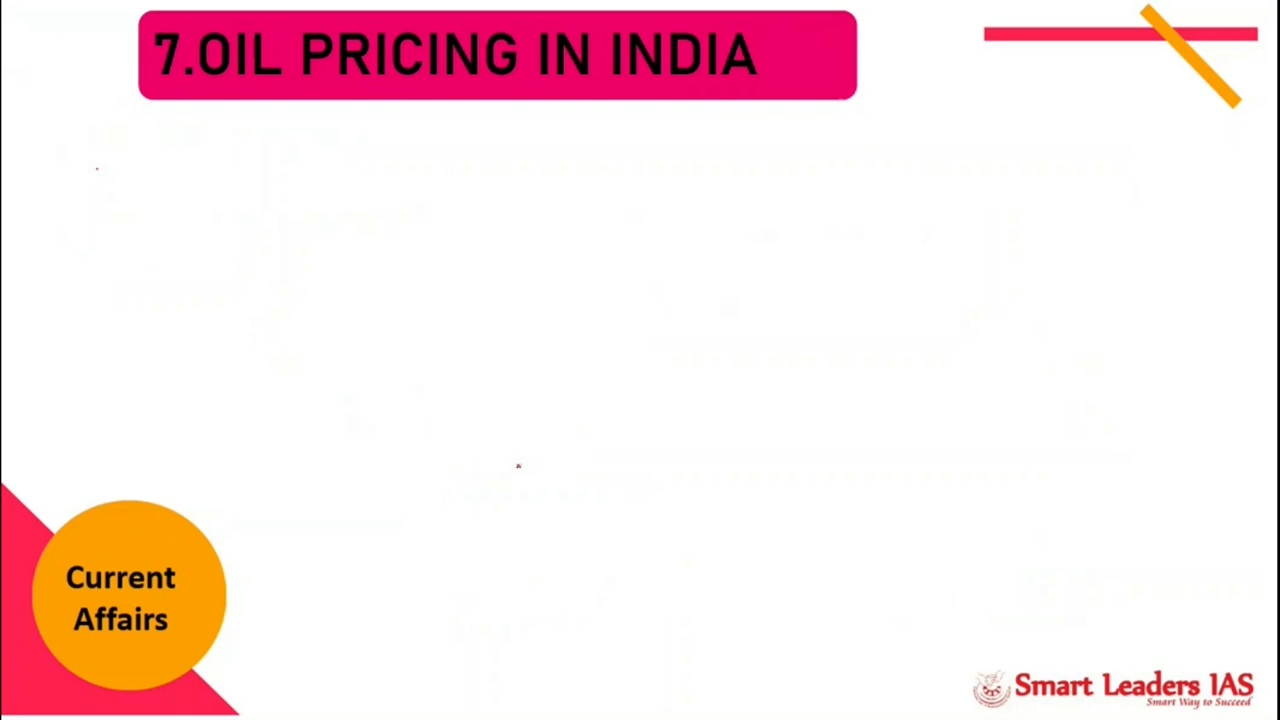 7.OIL PRICING IN INDIA
Current
Affairs
Smart Leaders IAS
Smart Way to Succeed